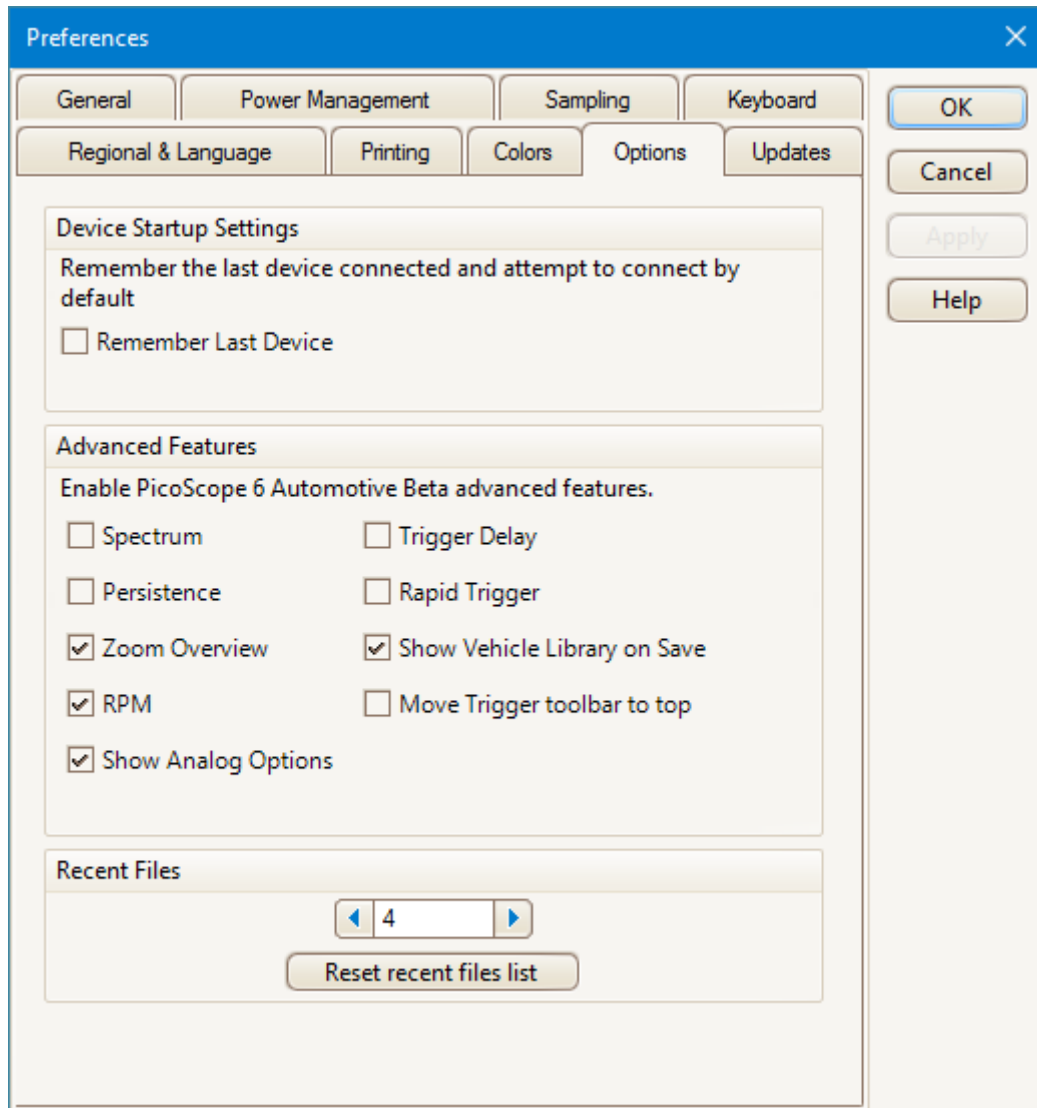 Preferences
General
Power Management
Sampling
Keyboard
Regional & Language
Printing
Colors
Options
Updates
OK
Cancel
Apply
Help
Device Startup Settings
Remember the last device connected and attempt to connect by
default
Remember Last Device
Advanced Features
Enable PicoScope 6 Automotive Beta advanced features.
Spectrum
Trigger Delay
Persistence
Rapid Trigger
Zoom Overview
Show Vehicle Library on Save
RPM
Move Trigger toolbar to top
Show Analog Options
Recent Files
4
Reset recent files list